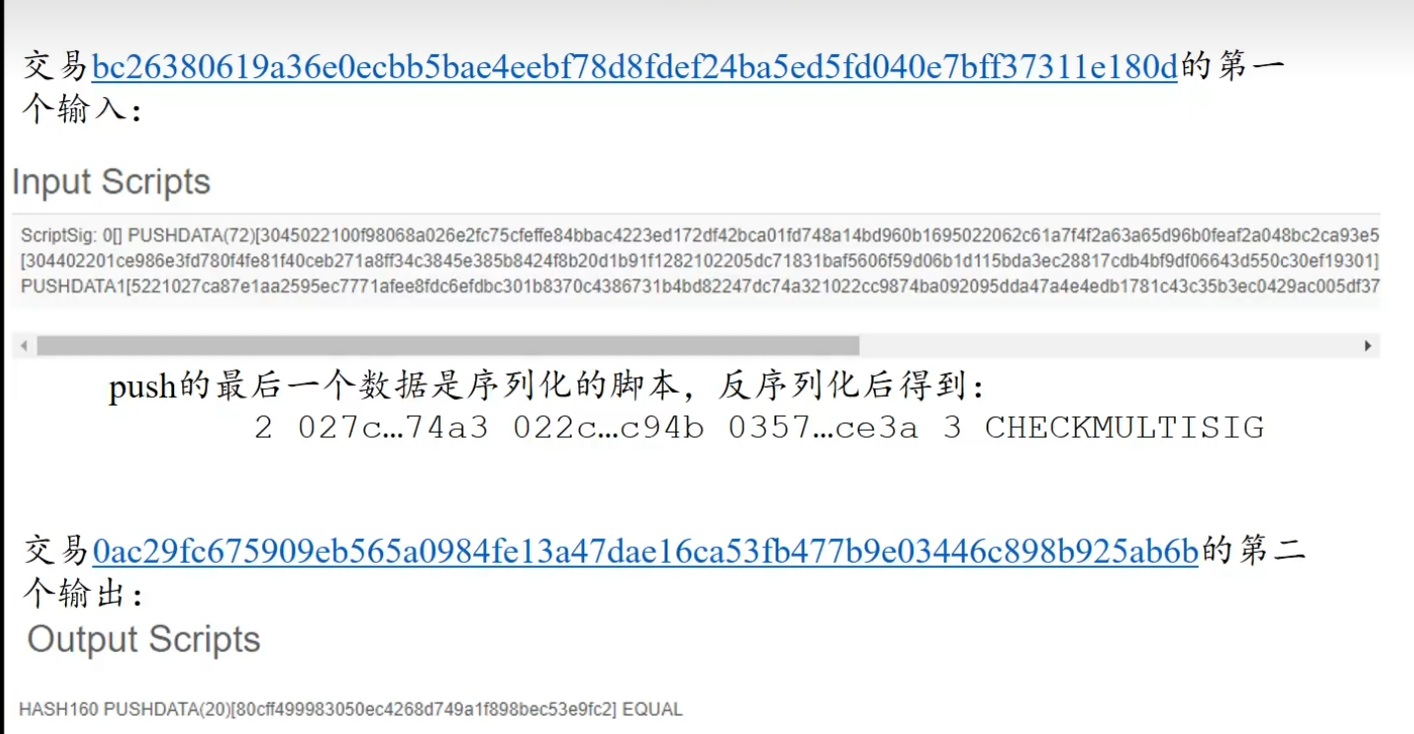 交易bc26380619a36e0ecbb5bae4eebf78d8fdef24ba5ed5fd040e7bff37311e180d的第一
个输入：
Input Scripts
ScriptSig: 0[] PUSHDATA(72)[3045022100f98068a026e2fc75cfeffe84bbac4223ed172df42bca01fd748a14bd960b1695022062c61a7f4f2a63a65d96b0feaf2a048bc2ca93e5
[304402201ce986e3fd780f4fe81f40ceb271a8ff34c3845e385b8424f8b20d1b91f1282102205dc71831baf5606f59d06b1d115bda3ec28817cdb4bf9df06643d550c30ef19301]
PUSHDATA1[5221027ca87e1aa2595ec7771afee8fdc6efdbc301b8370c4386731b4bd82247dc74a321022cc9874ba092095dda47a4e4edb1781c43c35b3ec0429ac005df37
push的最后一个数据是序列化的脚本，反序列化后得到：
2 027c…74a3 022c…c94b 0357…ce3a 3 CHECKMULTISIG
交易0ac29fc675909eb565a0984fe13a47dae16ca53fb477b9e03446c898b925ab6b的第二
个输出：
Output Scripts
HASH160 PUSHDATA(20)[80cff499983050ec4268d749a1f898bec53e9fc2] EQUAL